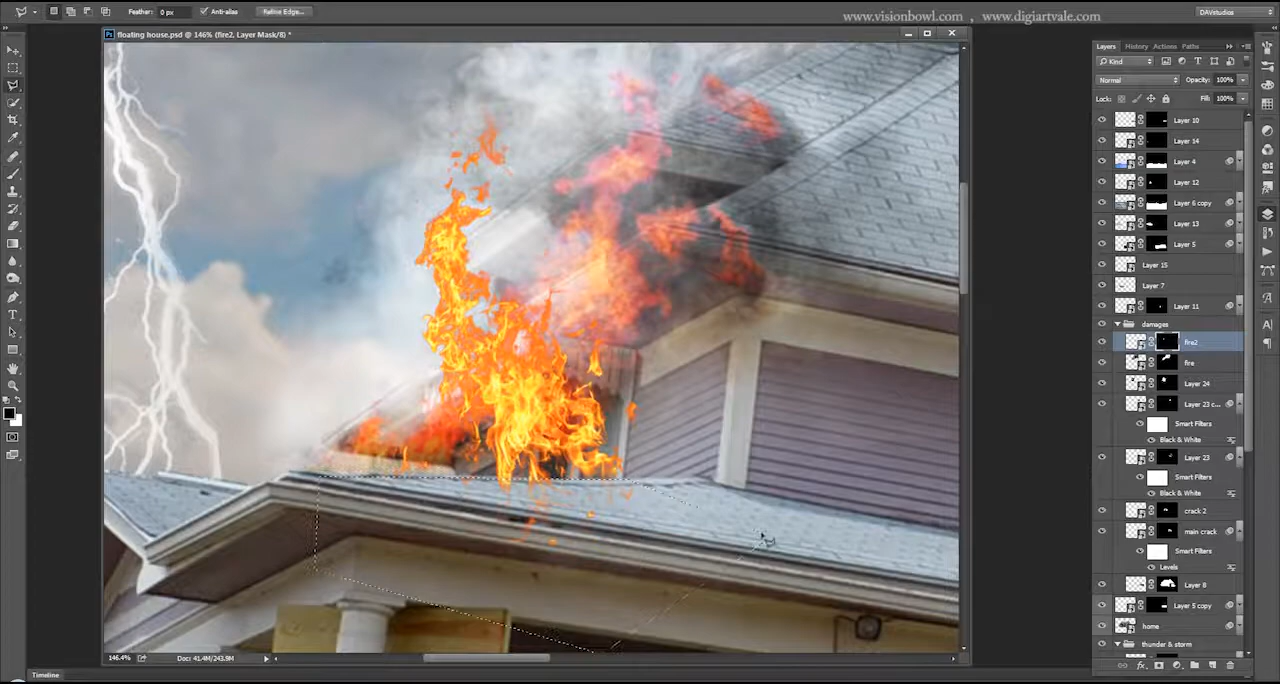 Feather: 0 px Anti-alias Refine Edge...
www.visionbowl.com , www.digiartvale.com
DAVstudios
Ps floating house.psd @ 146% (fire2, Layer Mask/8) *
Layers History Actions Paths
Kind
Normal Opacity: 100%
Lock: Fill: 100%
Layer 10
Layer 14
Layer 4
Layer 12
Layer 6 copy
Layer 13
Layer 5
Layer 15
Layer 7
Layer 11
damages
fire2
fire
Layer 24
Layer 23 c...
Smart Filters
Black & White
Layer 23
Smart Filters
Black & White
crack 2
main crack
Smart Filters
Levels
Layer 8
Layer 5 copy
home
thunder & storm
146.4% Doc: 41.4M/243.9M
Timeline